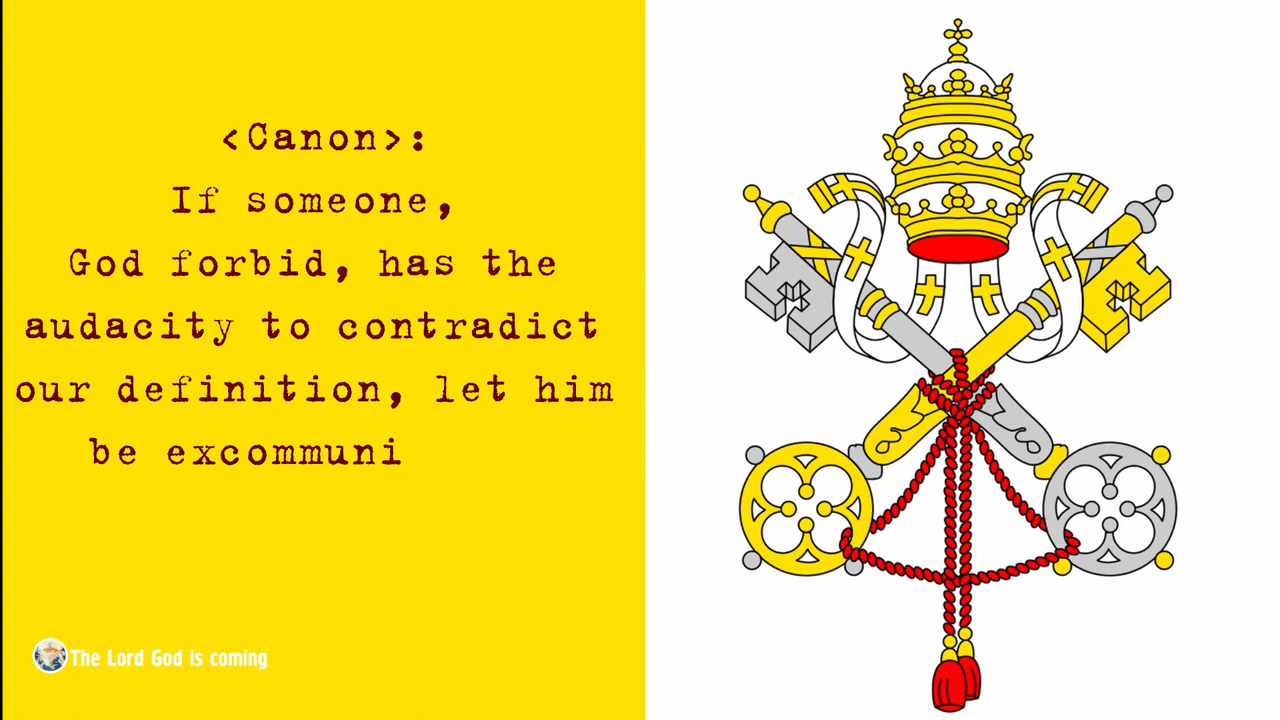 <Canon>:
If someone,
God forbid, has the
audacity to contradict
our definition, let him
be excommuni
The Lord God is coming